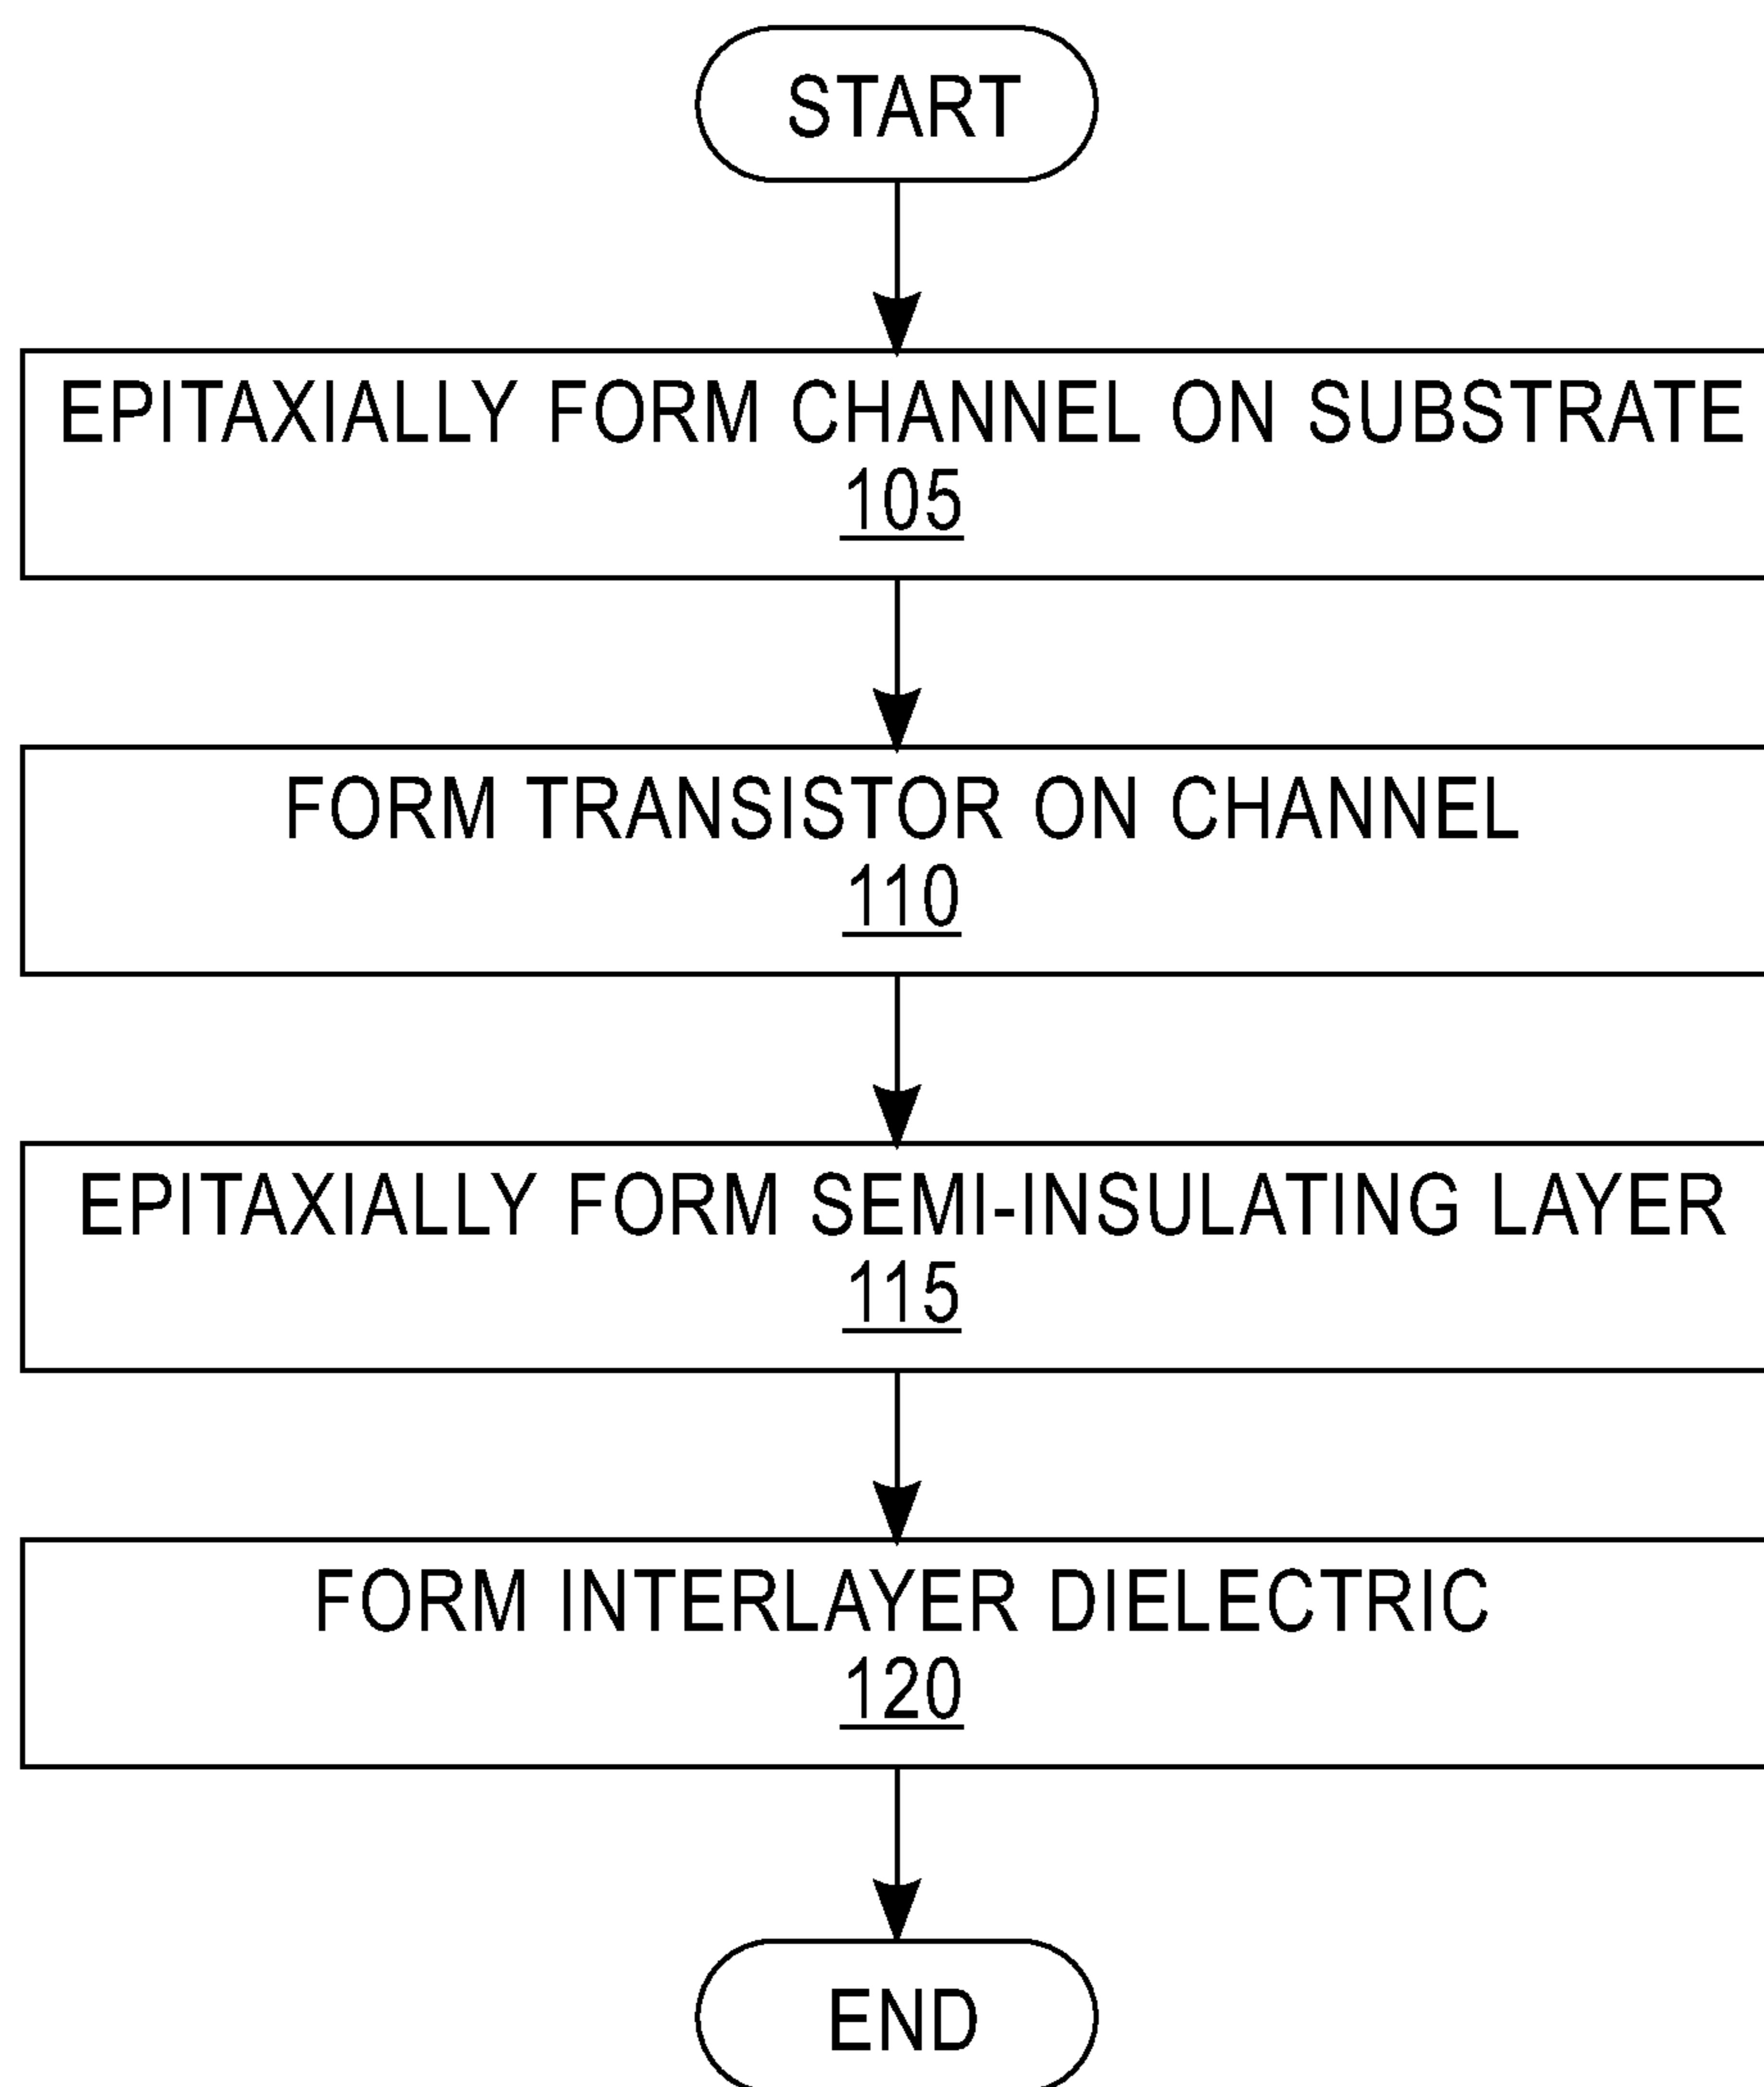 START
EPITAXIALLY FORM CHANNEL ON SUBSTRATE
105
FORM TRANSISTOR ON CHANNEL
110
EPITAXIALLY FORM SEMI-INSULATING LAYER
115
FORM INTERLAYER DIELECTRIC
120
END